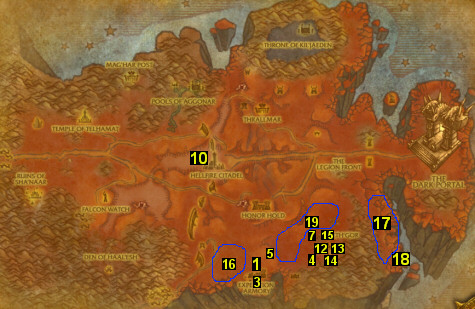 THRONE OF KIL'JAEDEN
MAG'HAR POST
POOLS OF AGGONAR
THRALLMAR
TEMPLE OF TELHAMAT
10
THE
LEGION FRONT
RUINS OF
SHA'NAAR
HELLFIRE CITADEL
THE
DARK PORTAL
FALCON WATCH
HONOR HOLD
19
17
7 15
DEN OF HAAL'ESH
5
12 13
16
1
4 14
18
3
ARMORY